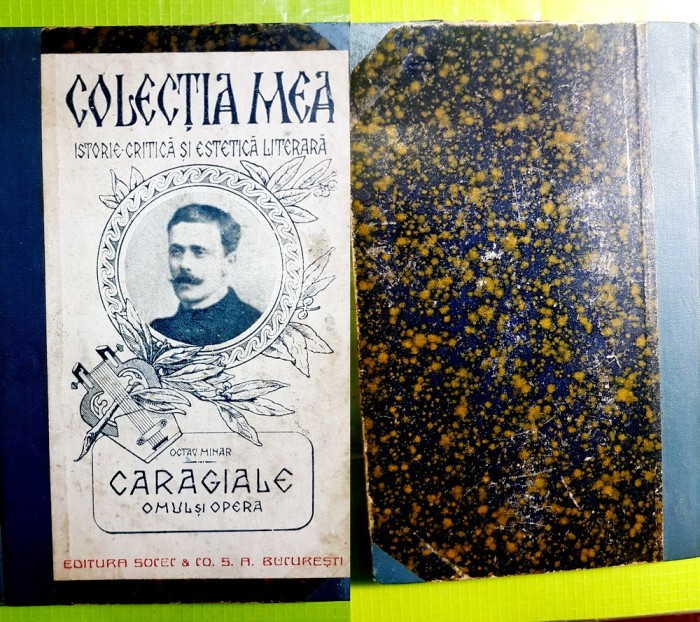 COLECȚIA MEA
ISTORIE-CRITICĂ ȘI ESTETICĂ LITERARĂ
OCTAV MINAR
CARAGIALE
OMUL ȘI OPERA
EDITURA SOCEC & CO. S. A. BUCUREȘTI